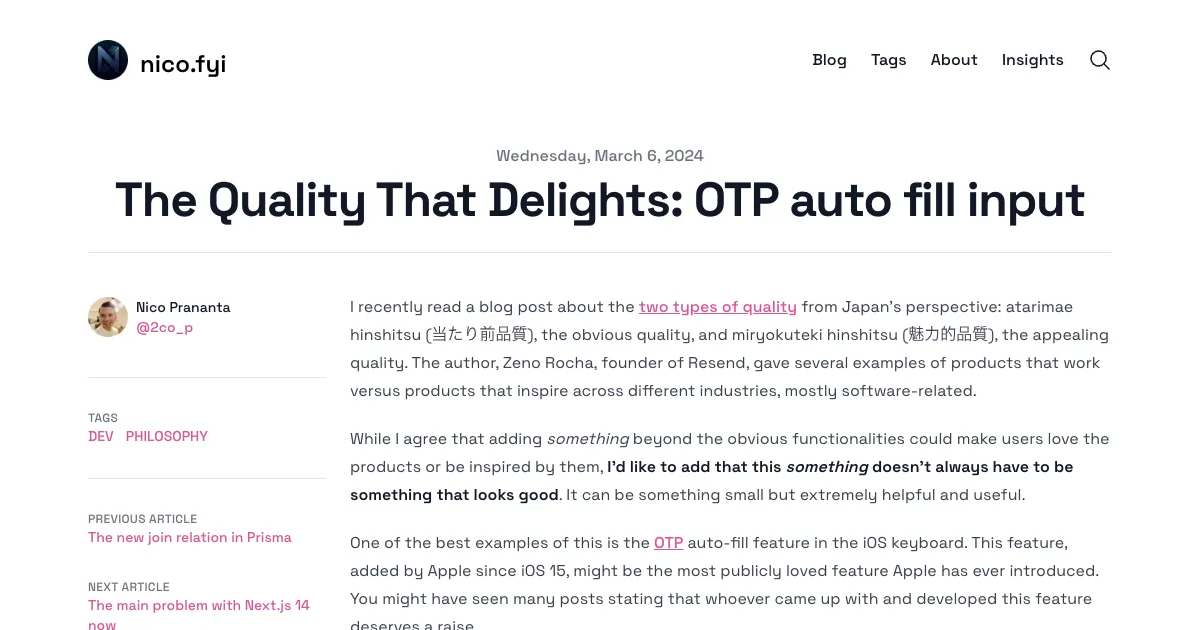 nico.fyi
Blog Tags About Insights
Wednesday, March 6, 2024
The Quality That Delights: OTP auto fill input
Nico Prananta
@2co_p
TAGS
DEV PHILOSOPHY
PREVIOUS ARTICLE
The new join relation in Prisma
NEXT ARTICLE
The main problem with Next.js 14
now
I recently read a blog post about the two types of quality from Japan's perspective: atarimae
hinshitsu (当たり前品質), the obvious quality, and miryokuteki hinshitsu (魅力的品質), the appealing
quality. The author, Zeno Rocha, founder of Resend, gave several examples of products that work
versus products that inspire across different industries, mostly software-related.
While I agree that adding something beyond the obvious functionalities could make users love the
products or be inspired by them, I'd like to add that this something doesn't always have to be
something that looks good. It can be something small but extremely helpful and useful.
One of the best examples of this is the OTP auto-fill feature in the iOS keyboard. This feature,
added by Apple since iOS 15, might be the most publicly loved feature Apple has ever introduced.
You might have seen many posts stating that whoever came up with and developed this feature
deserves a raise.